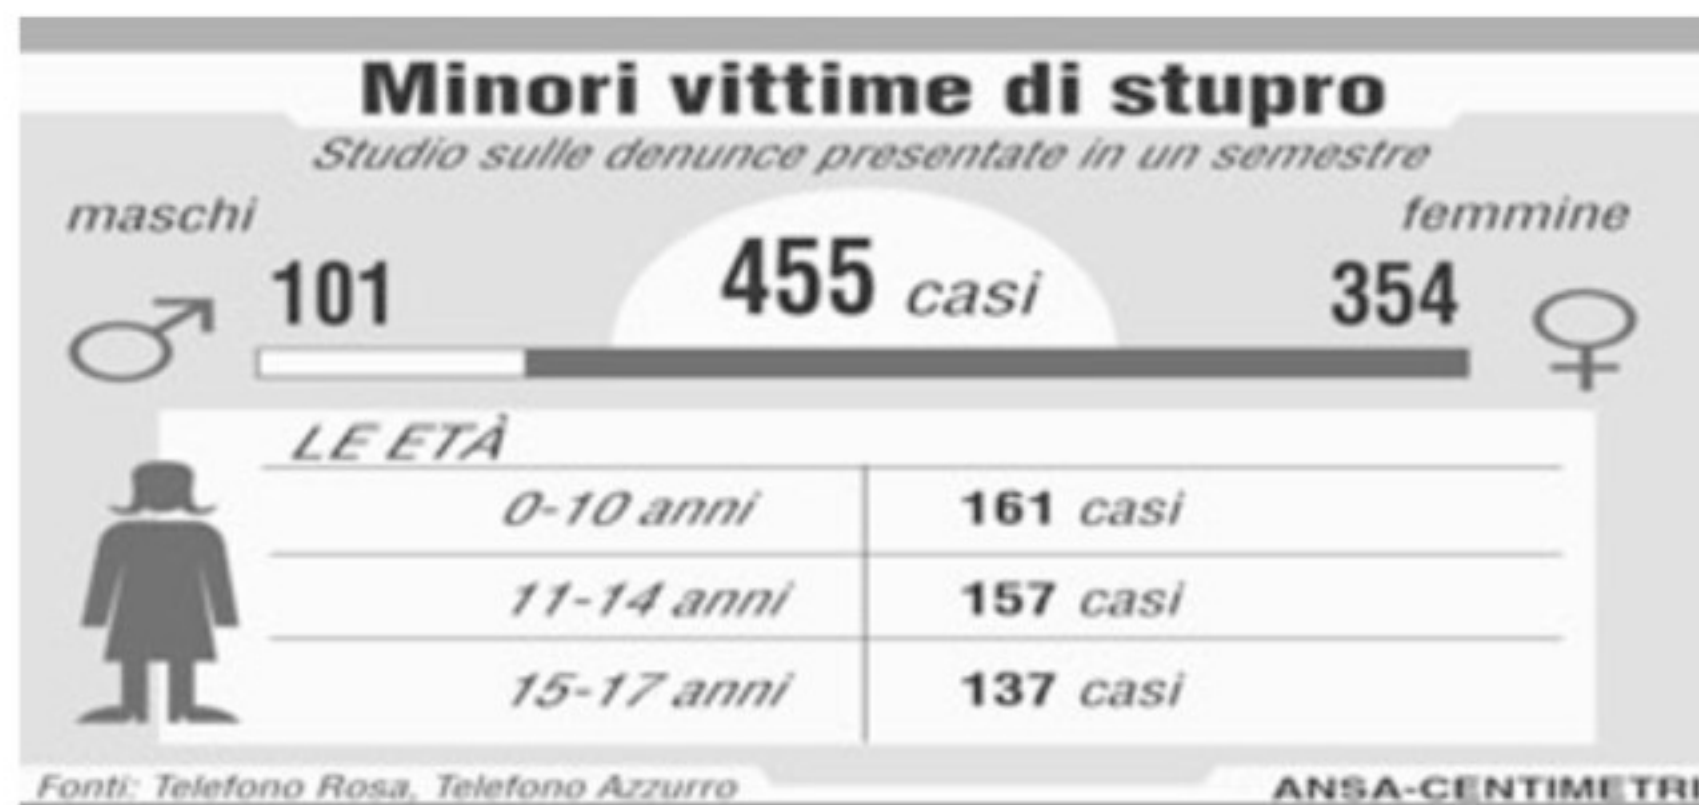 Minori vittime di stupro
Studio sulle denunce presentate in un semestre
maschi
femmine
101
455 casi
354
LE ETÀ
0-10 anni 161 casi
11-14 anni 157 casi
15-17 anni 137 casi
Fonti: Telefono Rosa, Telefono Azzurro
ANSA-CENTIMETRI